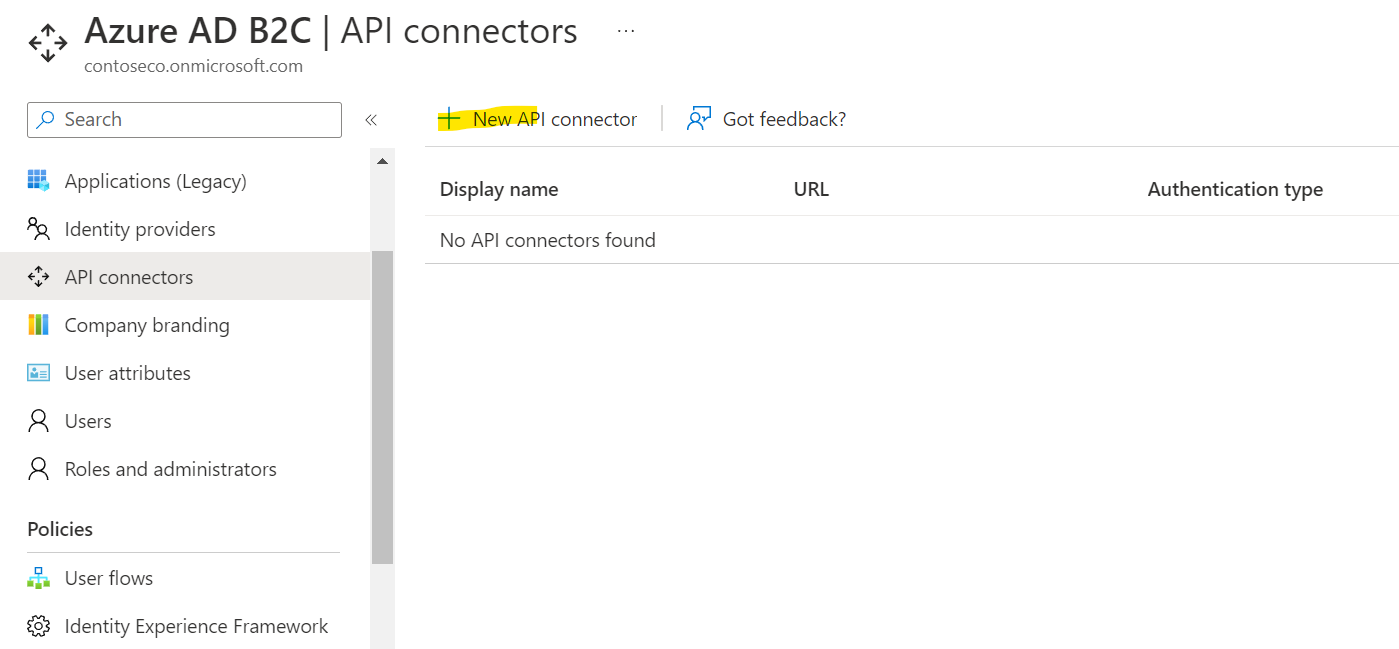 Azure AD B2C | API connectors ...
contoseco.onmicrosoft.com
Search «
Applications (Legacy)
Identity providers
API connectors
Company branding
User attributes
Users
Roles and administrators
Policies
User flows
Identity Experience Framework
New API connector | Got feedback?
Display name URL Authentication type
No API connectors found